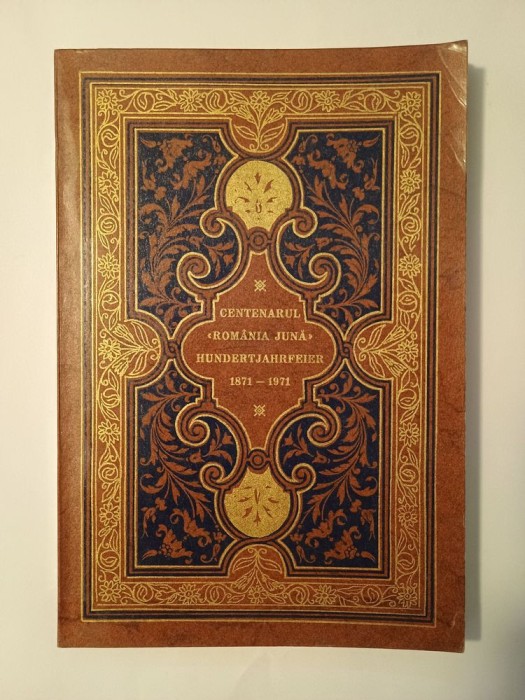 CENTENARUL
‹ROMÂNIA JUNĂ›
HUNDERTJAHRFEIER
1871 — 1971